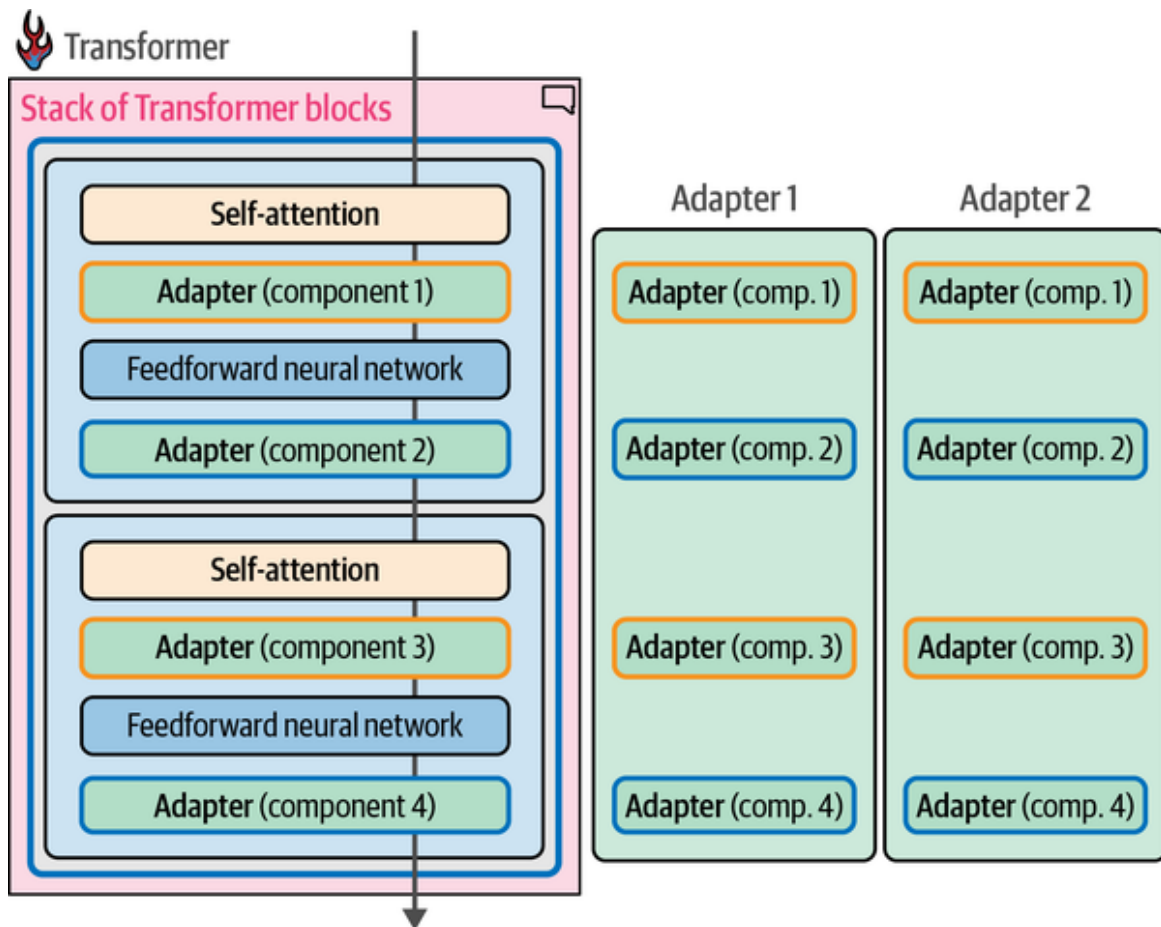 Transformer
Stack of Transformer blocks
Self-attention
Adapter (component 1)
Feedforward neural network
Adapter (component 2)
Self-attention
Adapter (component 3)
Feedforward neural network
Adapter (component 4)
Adapter 1
Adapter (comp. 1)
Adapter (comp. 2)
Adapter (comp. 3)
Adapter (comp. 4)
Adapter 2
Adapter (comp. 1)
Adapter (comp. 2)
Adapter (comp. 3)
Adapter (comp. 4)